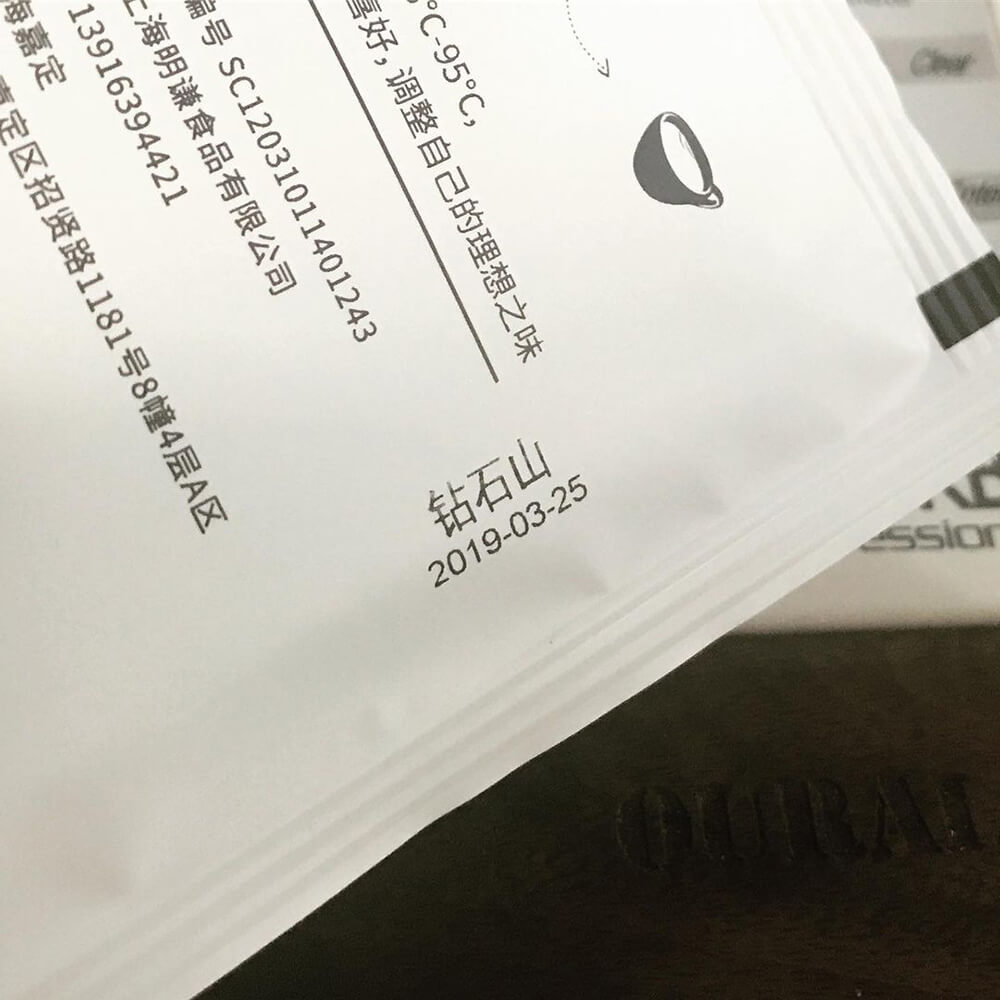 °C-95°C,
喜好，调整自己的理想之味
编号 SC12031011401243
上海明谦食品有限公司
13916394421
海嘉定
嘉定区招贤路1181号8幢4层A区
钻石山
2019-03-25
Clear
ession
OURAI